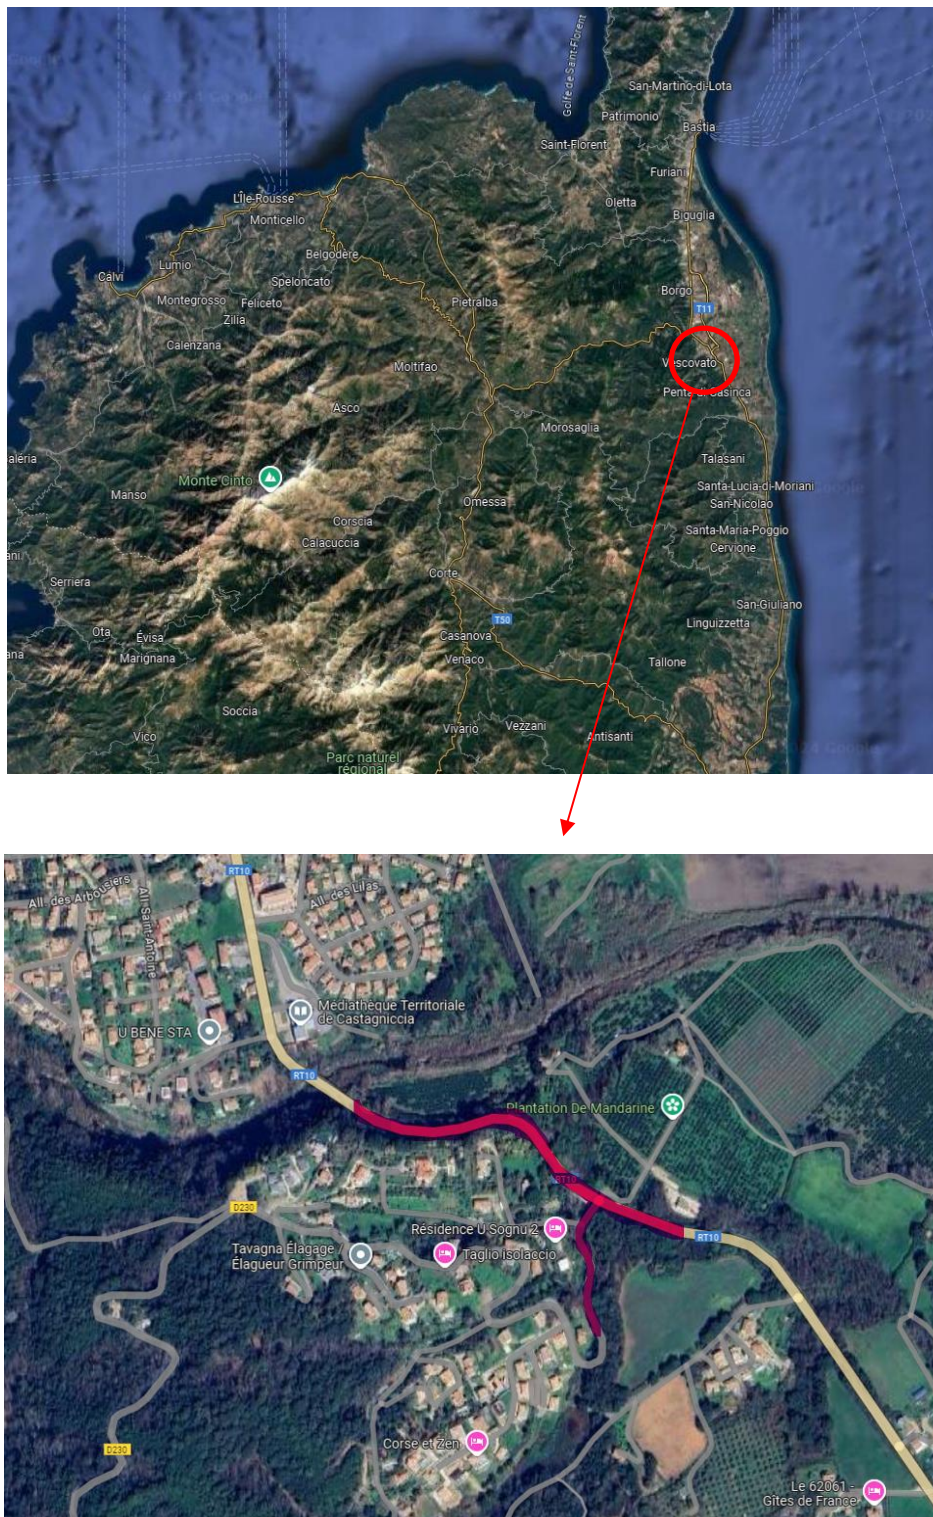 Golfe de Saint-Florent
San-Martino-di-Lota
Patrimonio
Bastia
Saint-Florent
Furiani
L'Île-Rousse
Oletta
Monticello
Biguglia
Belgodère
Lumio
Calvi
Speloncato
Borgo
Montegrosso
Feliceto
Pietralba
T11
Zilia
Calenzana
Vescovato
Moltifao
Penta-di-Casinca
Asco
Morosaglia
aléria
Talasani
Monte Cinto
Manso
Omessa
Santa-Lucia-di-Moriani
San-Nicolao
Corscia
Santa-Maria-Poggio
Calacuccia
Cervione
ani
Corte
Serriera
San-Giuliano
T50
Linguizzetta
Ota
Évisa
Casanova
ana
Marignana
Venaco
Tallone
Soccia
Vivario
Vezzani
Vico
Antisanti
Parc naturel
régional
Google
RT10
All. des Arbousiers
All. Saint-Antoine
All. des Lilas
Médiathèque Territoriale
de Castagniccia
U BENE STA
RT10
Plantation De Mandarine
RT10
D230
Résidence U Sognu 2
RT10
Tavagna Élagage /
Élagueur Grimpeur
Taglio isolaccio
D230
Corse et Zen
Le 62061 -
Gîtes de France